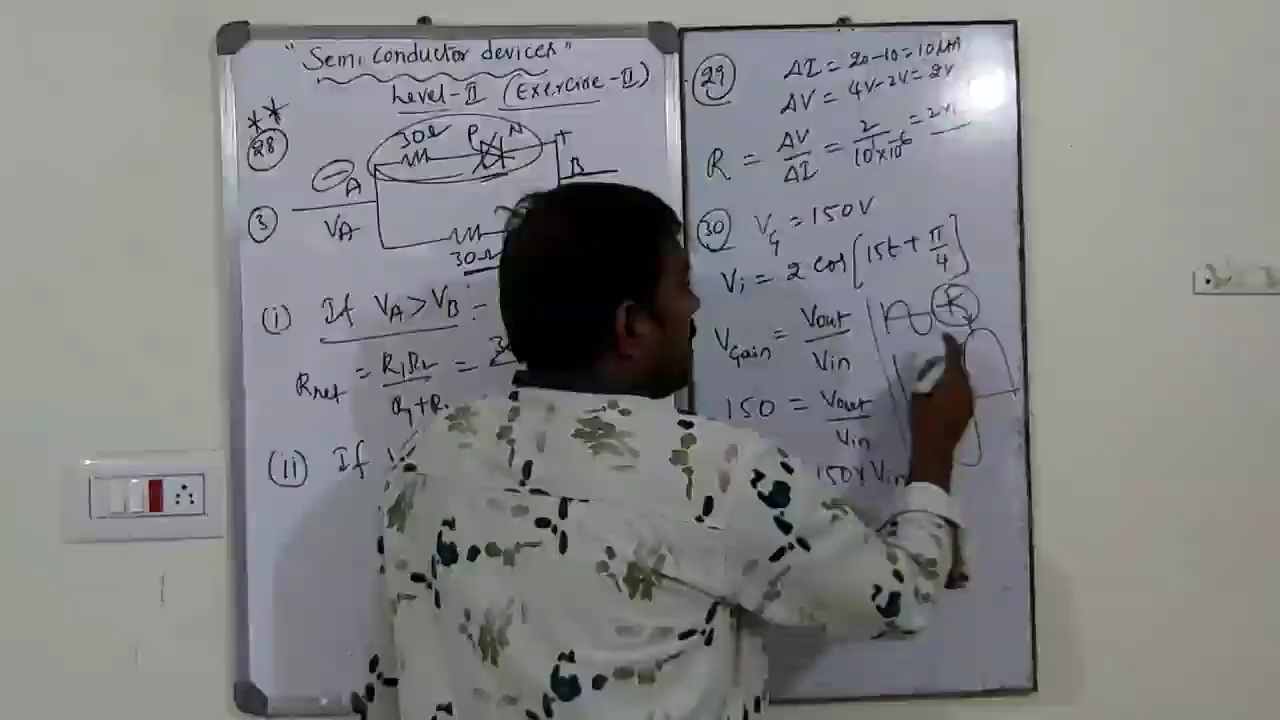 "Semi Conductor devices"
Level-II (Exercise-II)
**
28
30Ω P N +
A B
3 VA
30Ω
(i) If VA > VB :-
Rnet = R1R2 / R1+R =
(ii) If
29 ΔI = 20-10 = 10 μA
ΔV = 4V-2V = 2V
R = ΔV/ΔI = 2/10 × 10^-6 =
30 VG = 150V
Vi = 2 cos[15t + π/4]
VGain = Vout/Vin
150 = Vout/Vin
150 × Vin